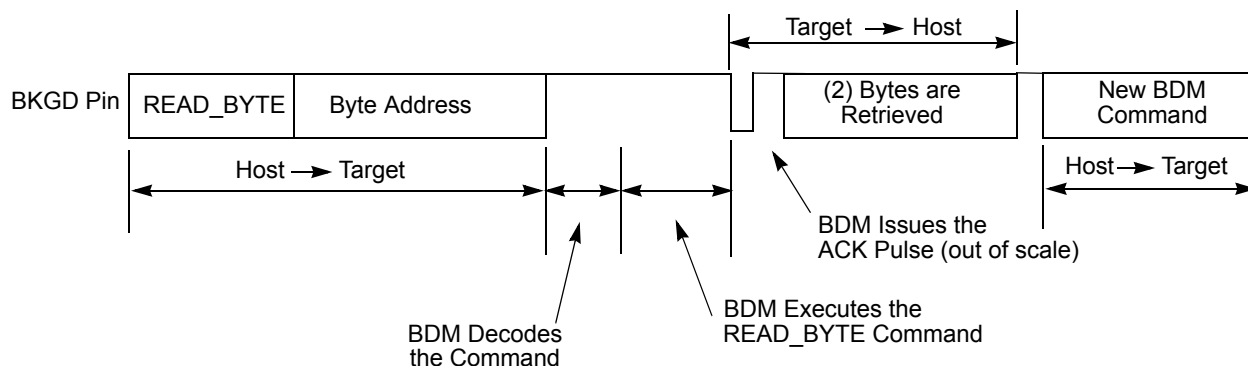 Target → Host
BKGD Pin
READ_BYTE
Byte Address
(2) Bytes are
Retrieved
New BDM
Command
Host → Target
Host → Target
BDM Issues the
ACK Pulse (out of scale)
BDM Decodes
the Command
BDM Executes the
READ_BYTE Command